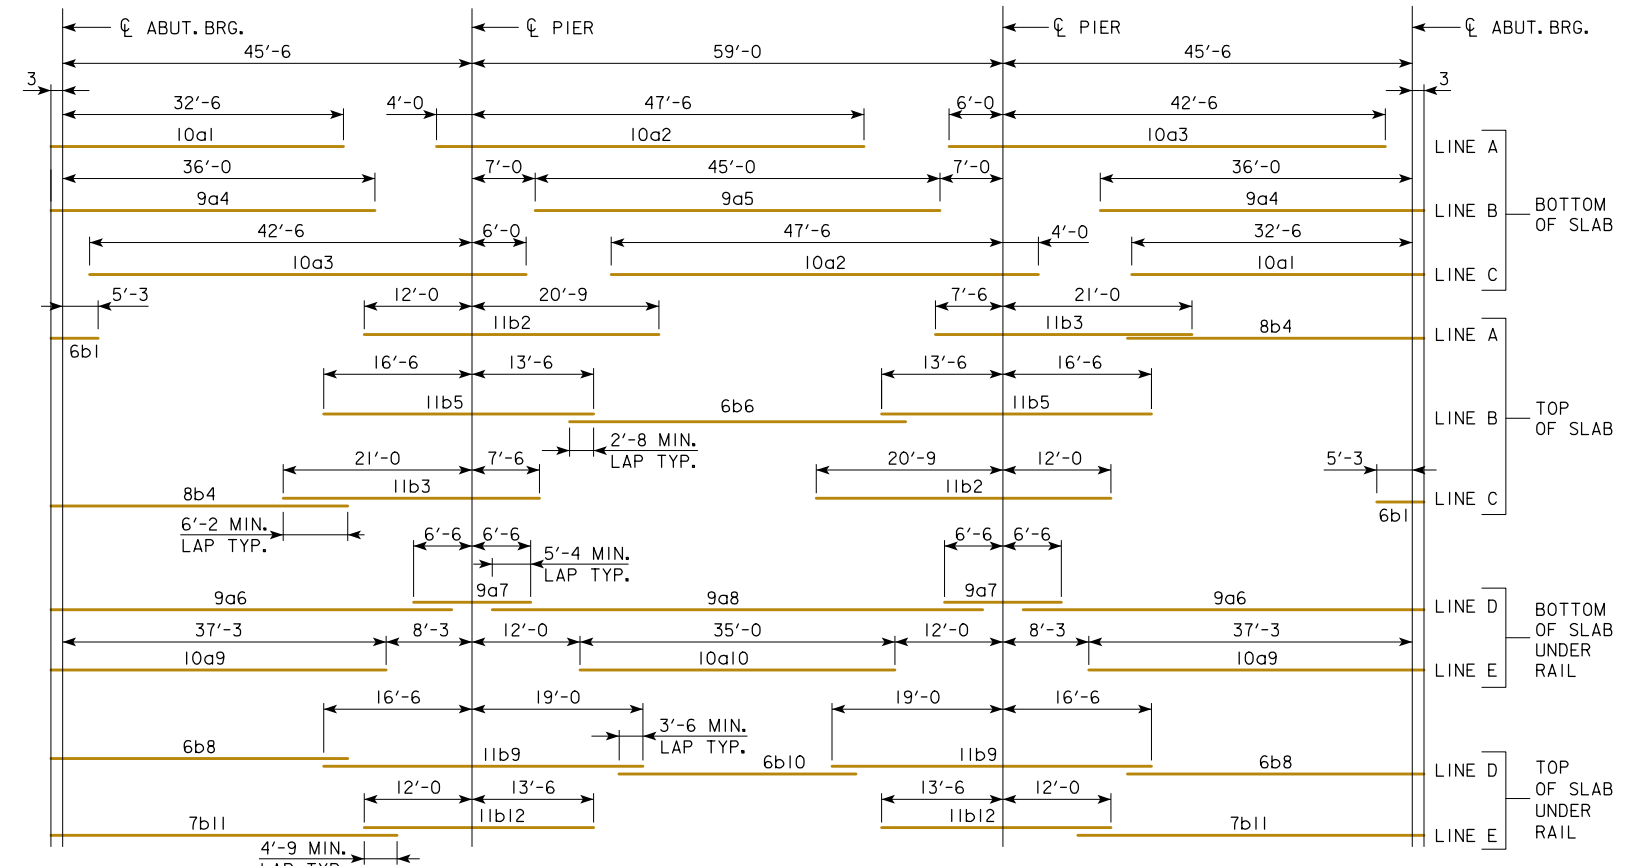 ℄ ABUT. BRG. ℄ PIER ℄ PIER ℄ ABUT. BRG.
45'-6 59'-0 45'-6
3 3
32'-6 4'-0 47'-6 6'-0 42'-6
10a1 10a2 10a3 LINE A
36'-0 7'-0 45'-0 7'-0 36'-0
9a4 9a5 9a4 LINE B
BOTTOM
OF SLAB
42'-6 6'-0 47'-6 4'-0 32'-6
10a3 10a2 10a1 LINE C
5'-3 12'-0 20'-9 7'-6 21'-0
6b1 11b2 11b3 8b4 LINE A
16'-6 13'-6 13'-6 16'-6
11b5 6b6 11b5 LINE B
TOP
OF SLAB
2'-8 MIN.
LAP TYP.
21'-0 7'-6 20'-9 12'-0 5'-3
8b4 11b3 11b2 6b1 LINE C
6'-2 MIN.
LAP TYP.
6'-6 6'-6 6'-6 6'-6
5'-4 MIN.
LAP TYP.
9a6 9a7 9a8 9a7 9a6 LINE D
37'-3 8'-3 12'-0 35'-0 12'-0 8'-3 37'-3
10a9 10a10 10a9 LINE E
BOTTOM
OF SLAB
UNDER
RAIL
16'-6 19'-0 19'-0 16'-6
3'-6 MIN.
LAP TYP.
6b8 11b9 6b10 11b9 6b8 LINE D
12'-0 13'-6 13'-6 12'-0
7b11 11b12 11b12 7b11 LINE E
TOP
OF SLAB
UNDER
RAIL
4'-9 MIN.
LAP TYP.